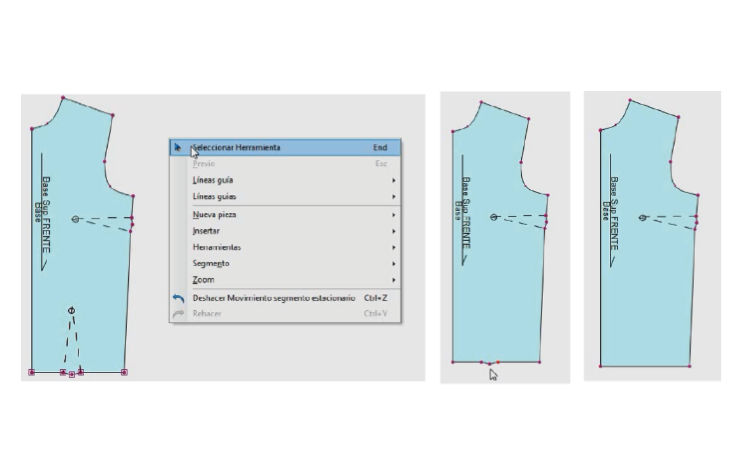 Base Sup FRENTE
Base
Seleccionar Herramienta End
Previo Esc
Líneas guía
Líneas guias
Nueva pieza
Insertar
Herramientas
Segmento
Zoom
Deshacer Movimiento segmento estacionario Ctrl+Z
Rehacer Ctrl+Y
Base Sup FRENTE
Base
Base Sup FRENTE
Base